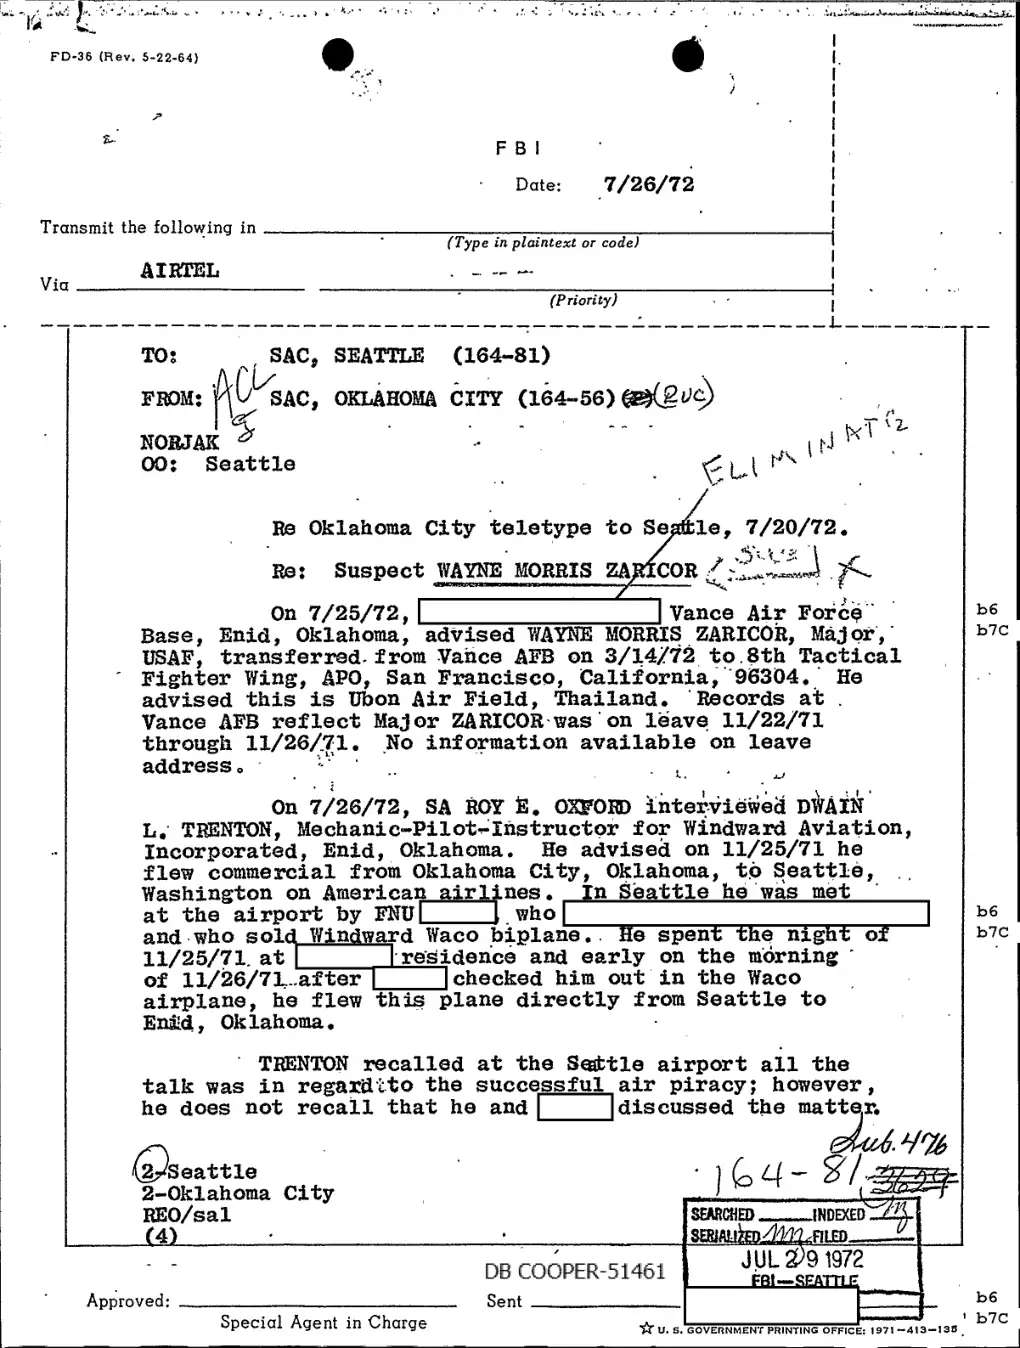 FD-36 (Rev. 5-22-64)
FBI
Date: 7/26/72
Transmit the following in
(Type in plaintext or code)
Via AIRTEL
(Priority)
TO: SAC, SEATTLE (164-81)
FROM: SAC, OKLAHOMA CITY (164-56) (RUC)
ACL
NORJAK
OO: Seattle
ELIMINATE
Re Oklahoma City teletype to Seattle, 7/20/72.
Re: Suspect WAYNE MORRIS ZARICOR
On 7/25/72, Vance Air Force
b6
b7C
Base, Enid, Oklahoma, advised WAYNE MORRIS ZARICOR, Major,
USAF, transferred from Vance AFB on 3/14/72 to 8th Tactical
Fighter Wing, APO, San Francisco, California, 96304. He
advised this is Ubon Air Field, Thailand. Records at
Vance AFB reflect Major ZARICOR was on leave 11/22/71
through 11/26/71. No information available on leave
address.
On 7/26/72, SA ROY E. OXFORD interviewed DWAIN
L. TRENTON, Mechanic-Pilot-Instructor for Windward Aviation,
Incorporated, Enid, Oklahoma. He advised on 11/25/71 he
flew commercial from Oklahoma City, Oklahoma, to Seattle,
Washington on American airlines. In Seattle he was met
at the airport by FNU , who
b6
b7C
and who sold Windward Waco biplane. He spent the night of
11/25/71 at residence and early on the morning
of 11/26/71 after checked him out in the Waco
airplane, he flew this plane directly from Seattle to
Enid, Oklahoma.
TRENTON recalled at the Seattle airport all the
talk was in regard to the successful air piracy; however,
he does not recall that he and discussed the matter.
Sub. 476
164-81
2-Seattle
2-Oklahoma City
REO/sal
(4)
SEARCHED INDEXED
SERIALIZED FILED
JUL 29 1972
FBI-SEATTLE
DB COOPER-51461
Approved: Sent
Special Agent in Charge
b6
b7C
☆ U. S. GOVERNMENT PRINTING OFFICE: 1971-413-135